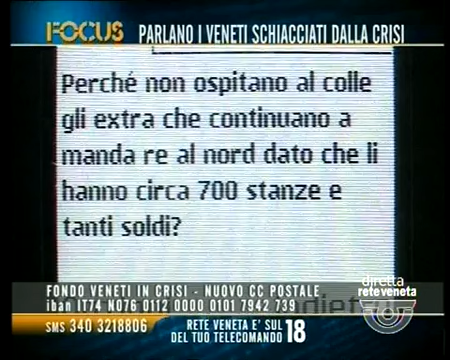 FOCUS PARLANO I VENETI SCHIACCIATI DALLA CRISI
Perché non ospitano al colle
gli extra che continuano a
manda re al nord dato che li
hanno circa 700 stanze e
tanti soldi?
diretta
reteveneta
FONDO VENETI IN CRISI - NUOVO CC POSTALE
iban IT74 N076 0112 0000 0101 7942 739
SMS 340 3218806
RETE VENETA E' SUL 18
DEL TUO TELECOMANDO